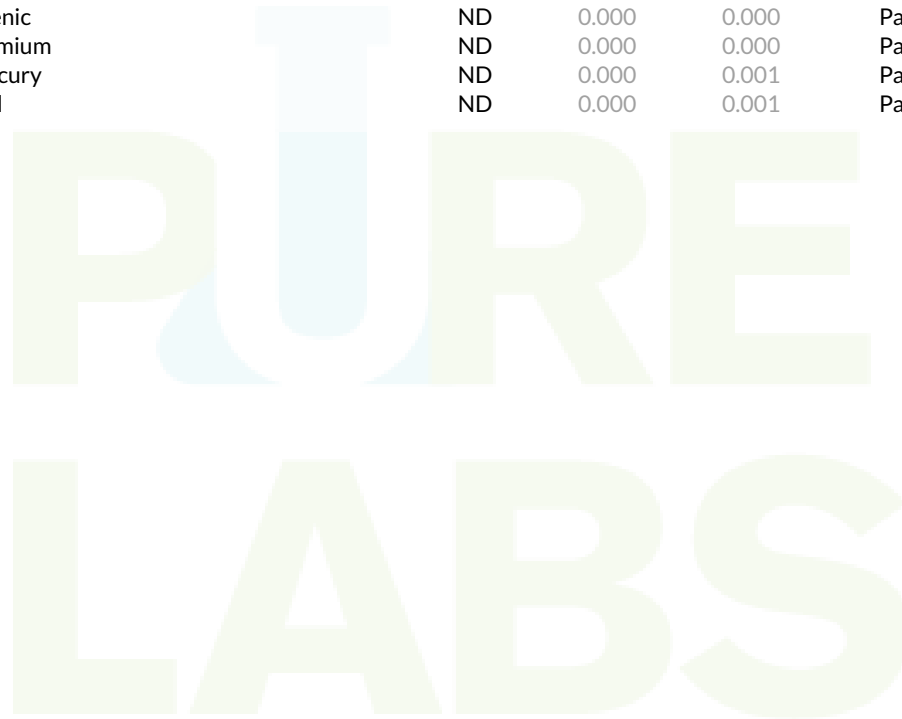 enic ND 0.000 0.000 Pa
mium ND 0.000 0.000 Pa
cury ND 0.000 0.001 Pa
ND 0.000 0.001 Pa
PURE
LABS